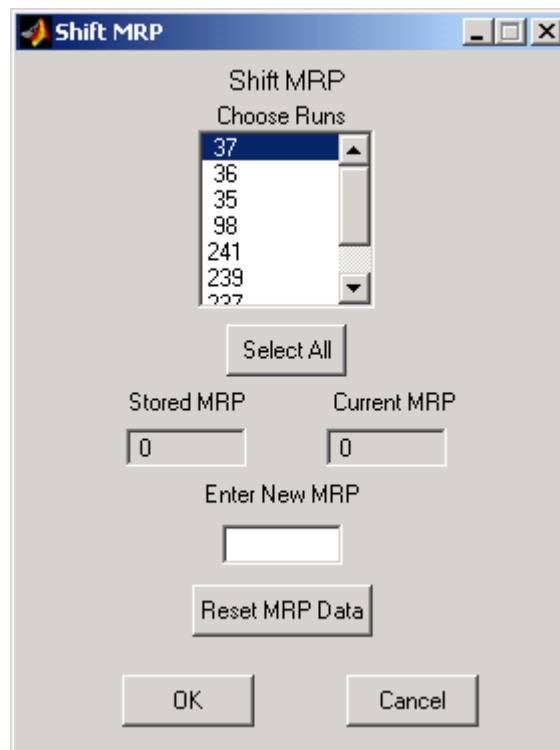 Shift MRP
Shift MRP
Choose Runs
37
36
35
98
241
239
237
Select All
Stored MRP Current MRP
0 0
Enter New MRP
Reset MRP Data
OK Cancel